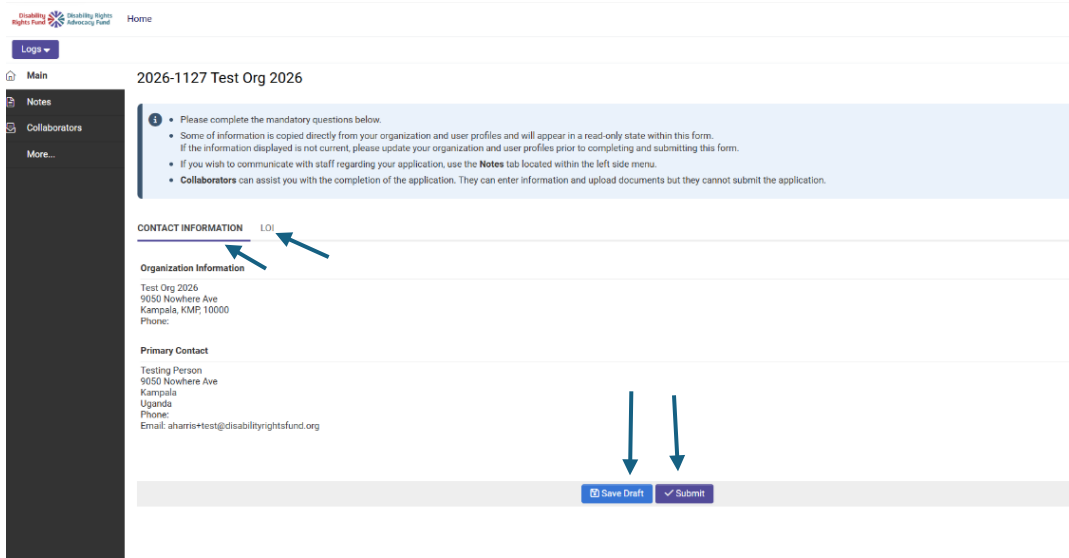 Disability Rights Fund Disability Rights Advocacy Fund
Home
Logs
Main
Notes
Collaborators
More...
2026-1127 Test Org 2026
Please complete the mandatory questions below.
Some of information is copied directly from your organization and user profiles and will appear in a read-only state within this form.
If the information displayed is not current, please update your organization and user profiles prior to completing and submitting this form.
If you wish to communicate with staff regarding your application, use the Notes tab located within the left side menu.
Collaborators can assist you with the completion of the application. They can enter information and upload documents but they cannot submit the application.
CONTACT INFORMATION LOI
Organization Information
Test Org 2026
9050 Nowhere Ave
Kampala, KMP, 10000
Phone:
Primary Contact
Testing Person
9050 Nowhere Ave
Kampala
Uganda
Phone:
Email: aharris+test@disabilityrightsfund.org
Save Draft Submit